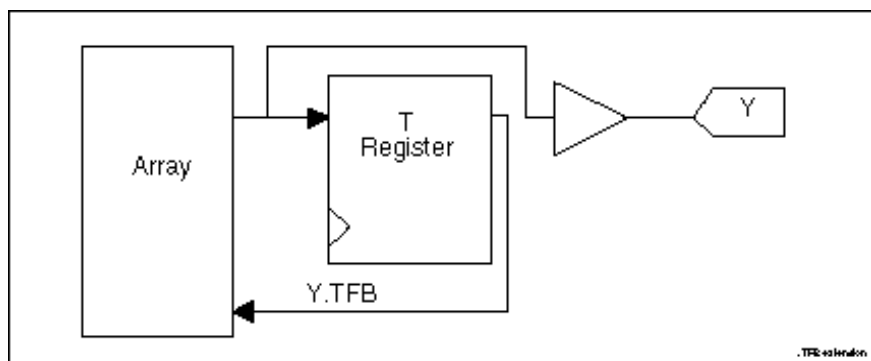 T
Register
Y
Array
Y.TFB
.TFB extension